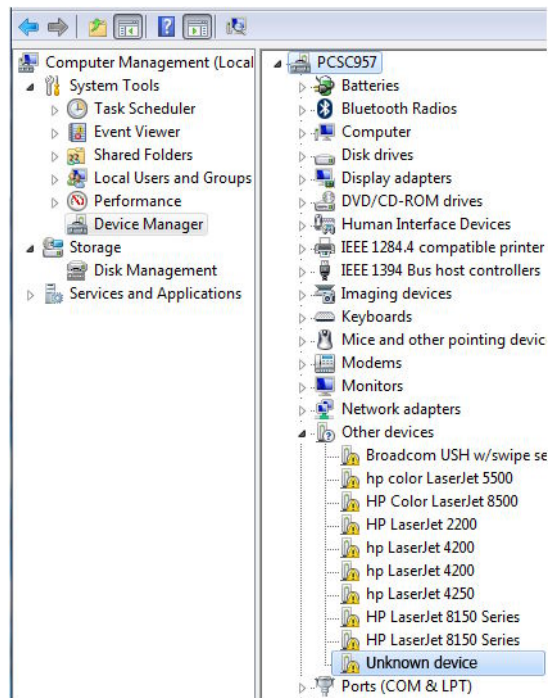 Computer Management (Local
System Tools
Task Scheduler
Event Viewer
Shared Folders
Local Users and Groups
Performance
Device Manager
Storage
Disk Management
Services and Applications
PCSC957
Batteries
Bluetooth Radios
Computer
Disk drives
Display adapters
DVD/CD-ROM drives
Human Interface Devices
IEEE 1284.4 compatible printer
IEEE 1394 Bus host controllers
Imaging devices
Keyboards
Mice and other pointing devic
Modems
Monitors
Network adapters
Other devices
Broadcom USH w/swipe se
hp color LaserJet 5500
HP Color LaserJet 8500
HP LaserJet 2200
hp LaserJet 4200
hp LaserJet 4200
hp LaserJet 4250
HP LaserJet 8150 Series
HP LaserJet 8150 Series
Unknown device
Ports (COM & LPT)